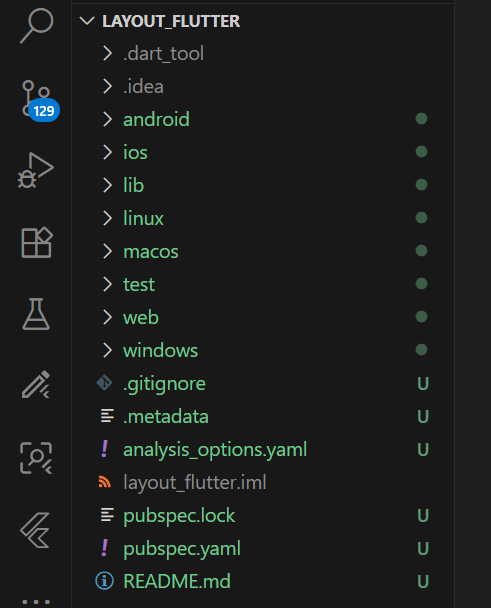 LAYOUT_FLUTTER
.dart_tool
.idea
129
android
ios
lib
linux
macos
test
web
windows
.gitignore U
.metadata U
analysis_options.yaml U
layout_flutter.iml
pubspec.lock U
pubspec.yaml U
README.md U